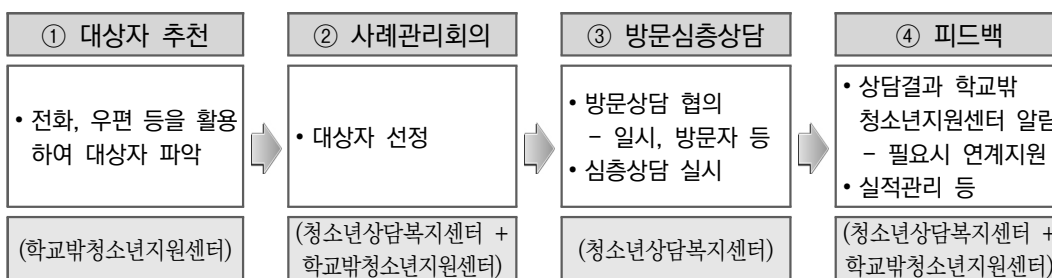 ① 대상자 추천
• 전화, 우편 등을 활용
하여 대상자 파악
(학교밖청소년지원센터)
② 사례관리회의
• 대상자 선정
(청소년상담복지센터 +
학교밖청소년지원센터)
③ 방문심층상담
• 방문상담 협의
- 일시, 방문자 등
• 심층상담 실시
(청소년상담복지센터)
④ 피드백
• 상담결과 학교밖
청소년지원센터 알림
- 필요시 연계지원
• 실적관리 등
(청소년상담복지센터 +
학교밖청소년지원센터)